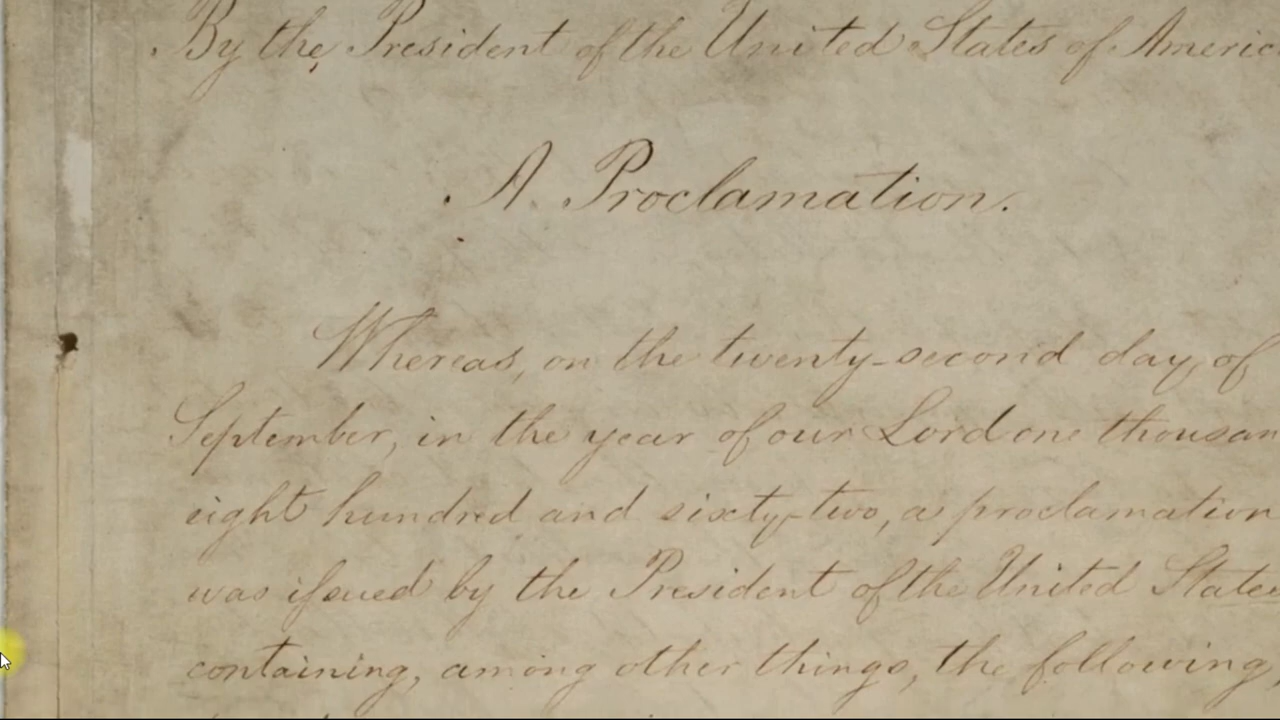 By the President of the United States of Americ
A Proclamation.
Whereas, on the twenty-second day of
September, in the year of our Lord one thousan
eight hundred and sixty-two, a proclamation
was issued by the President of the United States
containing, among other things, the following,